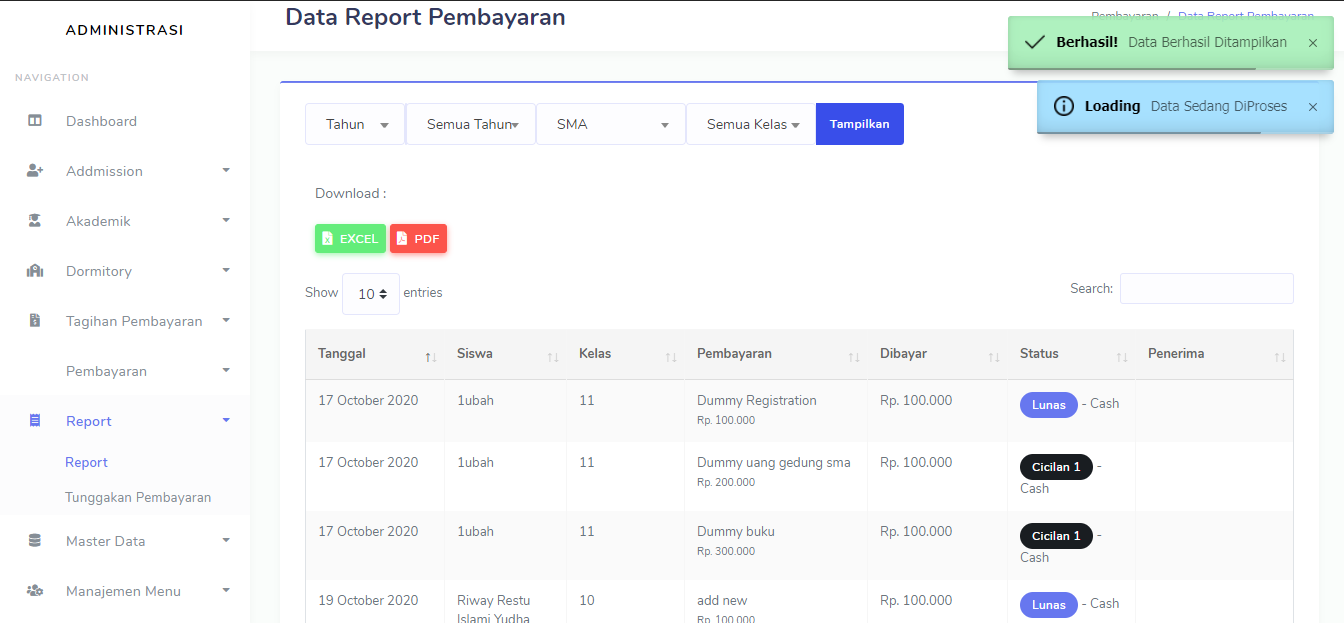 ADMINISTRASI
NAVIGATION
Dashboard
Addmission
Akademik
Dormitory
Tagihan Pembayaran
Pembayaran
Report
Report
Tunggakan Pembayaran
Master Data
Manajemen Menu
Data Report Pembayaran
Pembayaran / Data Report Pembayaran
Berhasil! Data Berhasil Ditampilkan ×
Loading Data Sedang DiProses ×
Tahun Semua Tahun SMA Semua Kelas Tampilkan
Download :
EXCEL PDF
Show 10 entries Search:
Tanggal Siswa Kelas Pembayaran Dibayar Status Penerima
17 October 2020 1ubah 11 Dummy Registration Rp. 100.000 Lunas - Cash
Rp. 100.000
17 October 2020 1ubah 11 Dummy uang gedung sma Rp. 100.000 Cicilan 1 -
Rp. 200.000 Cash
17 October 2020 1ubah 11 Dummy buku Rp. 100.000 Cicilan 1 -
Rp. 300.000 Cash
19 October 2020 Riway Restu 10 add new Rp. 100.000 Lunas - Cash
Islami Yudha Rp. 100.000